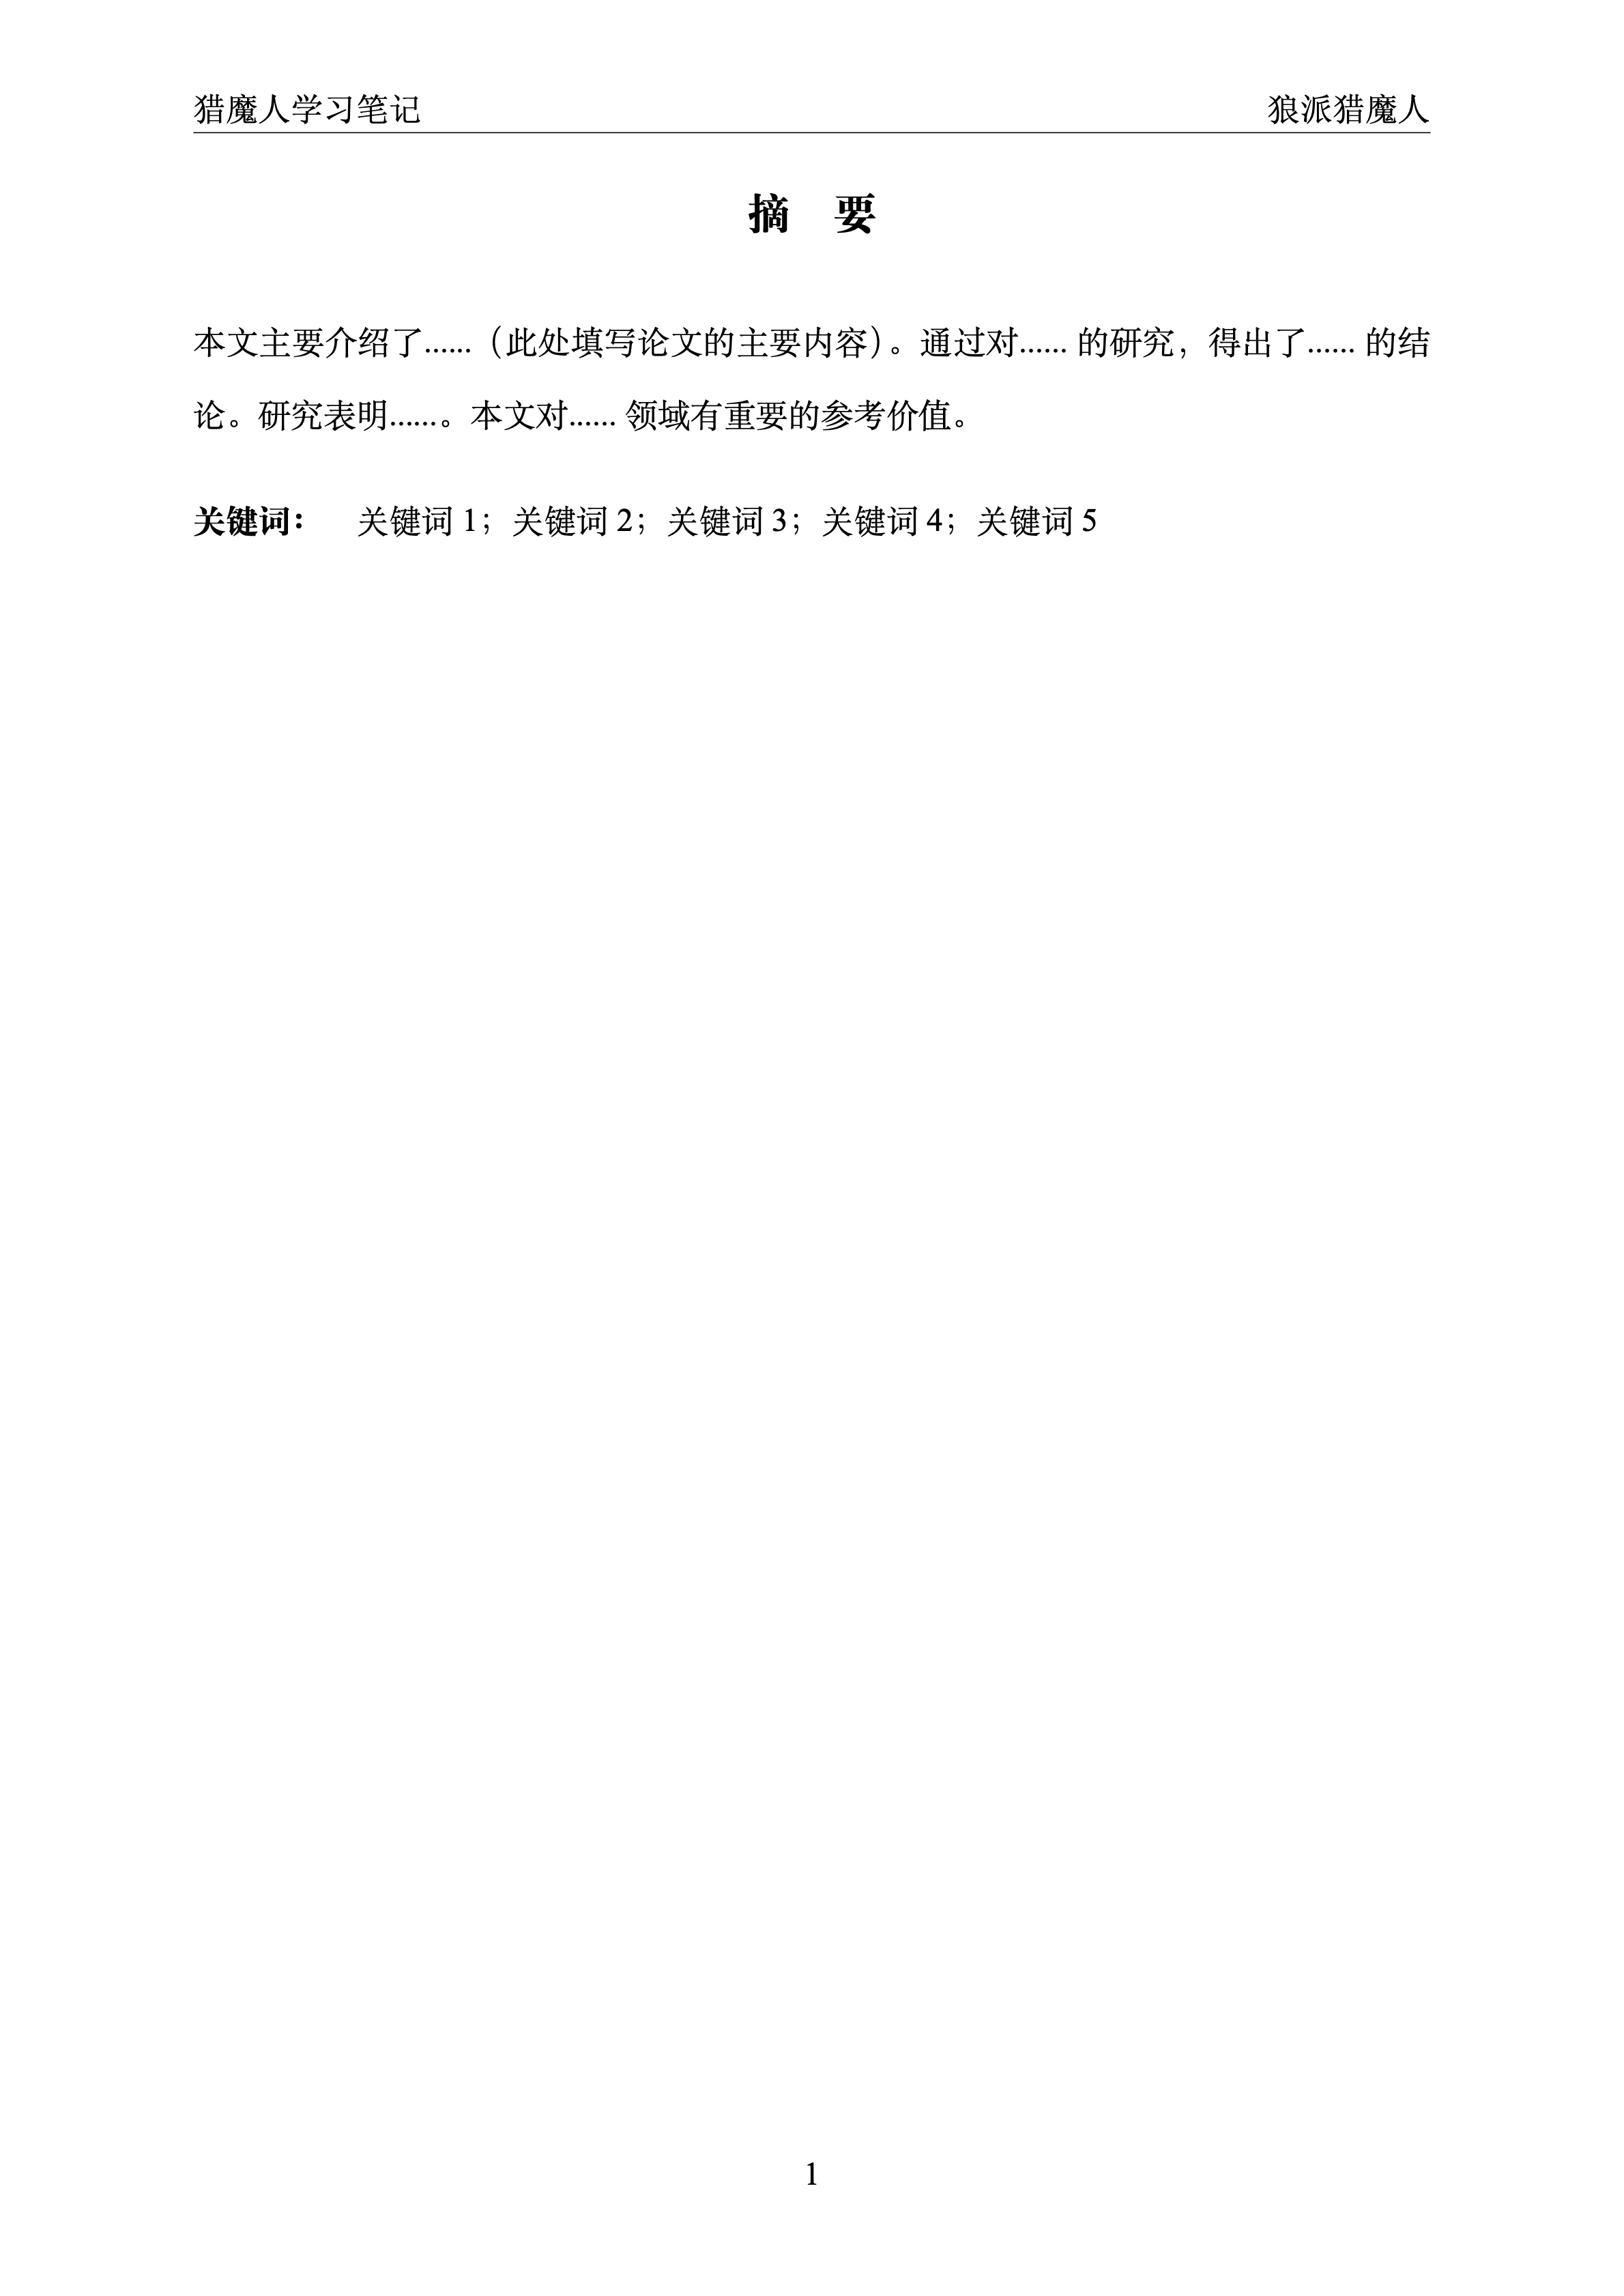 猎魔人学习笔记 狼派猎魔人
摘 要
本文主要介绍了......（此处填写论文的主要内容）。通过对...... 的研究，得出了...... 的结
论。研究表明......。本文对...... 领域有重要的参考价值。
关键词： 关键词 1；关键词 2；关键词 3；关键词 4；关键词 5
1